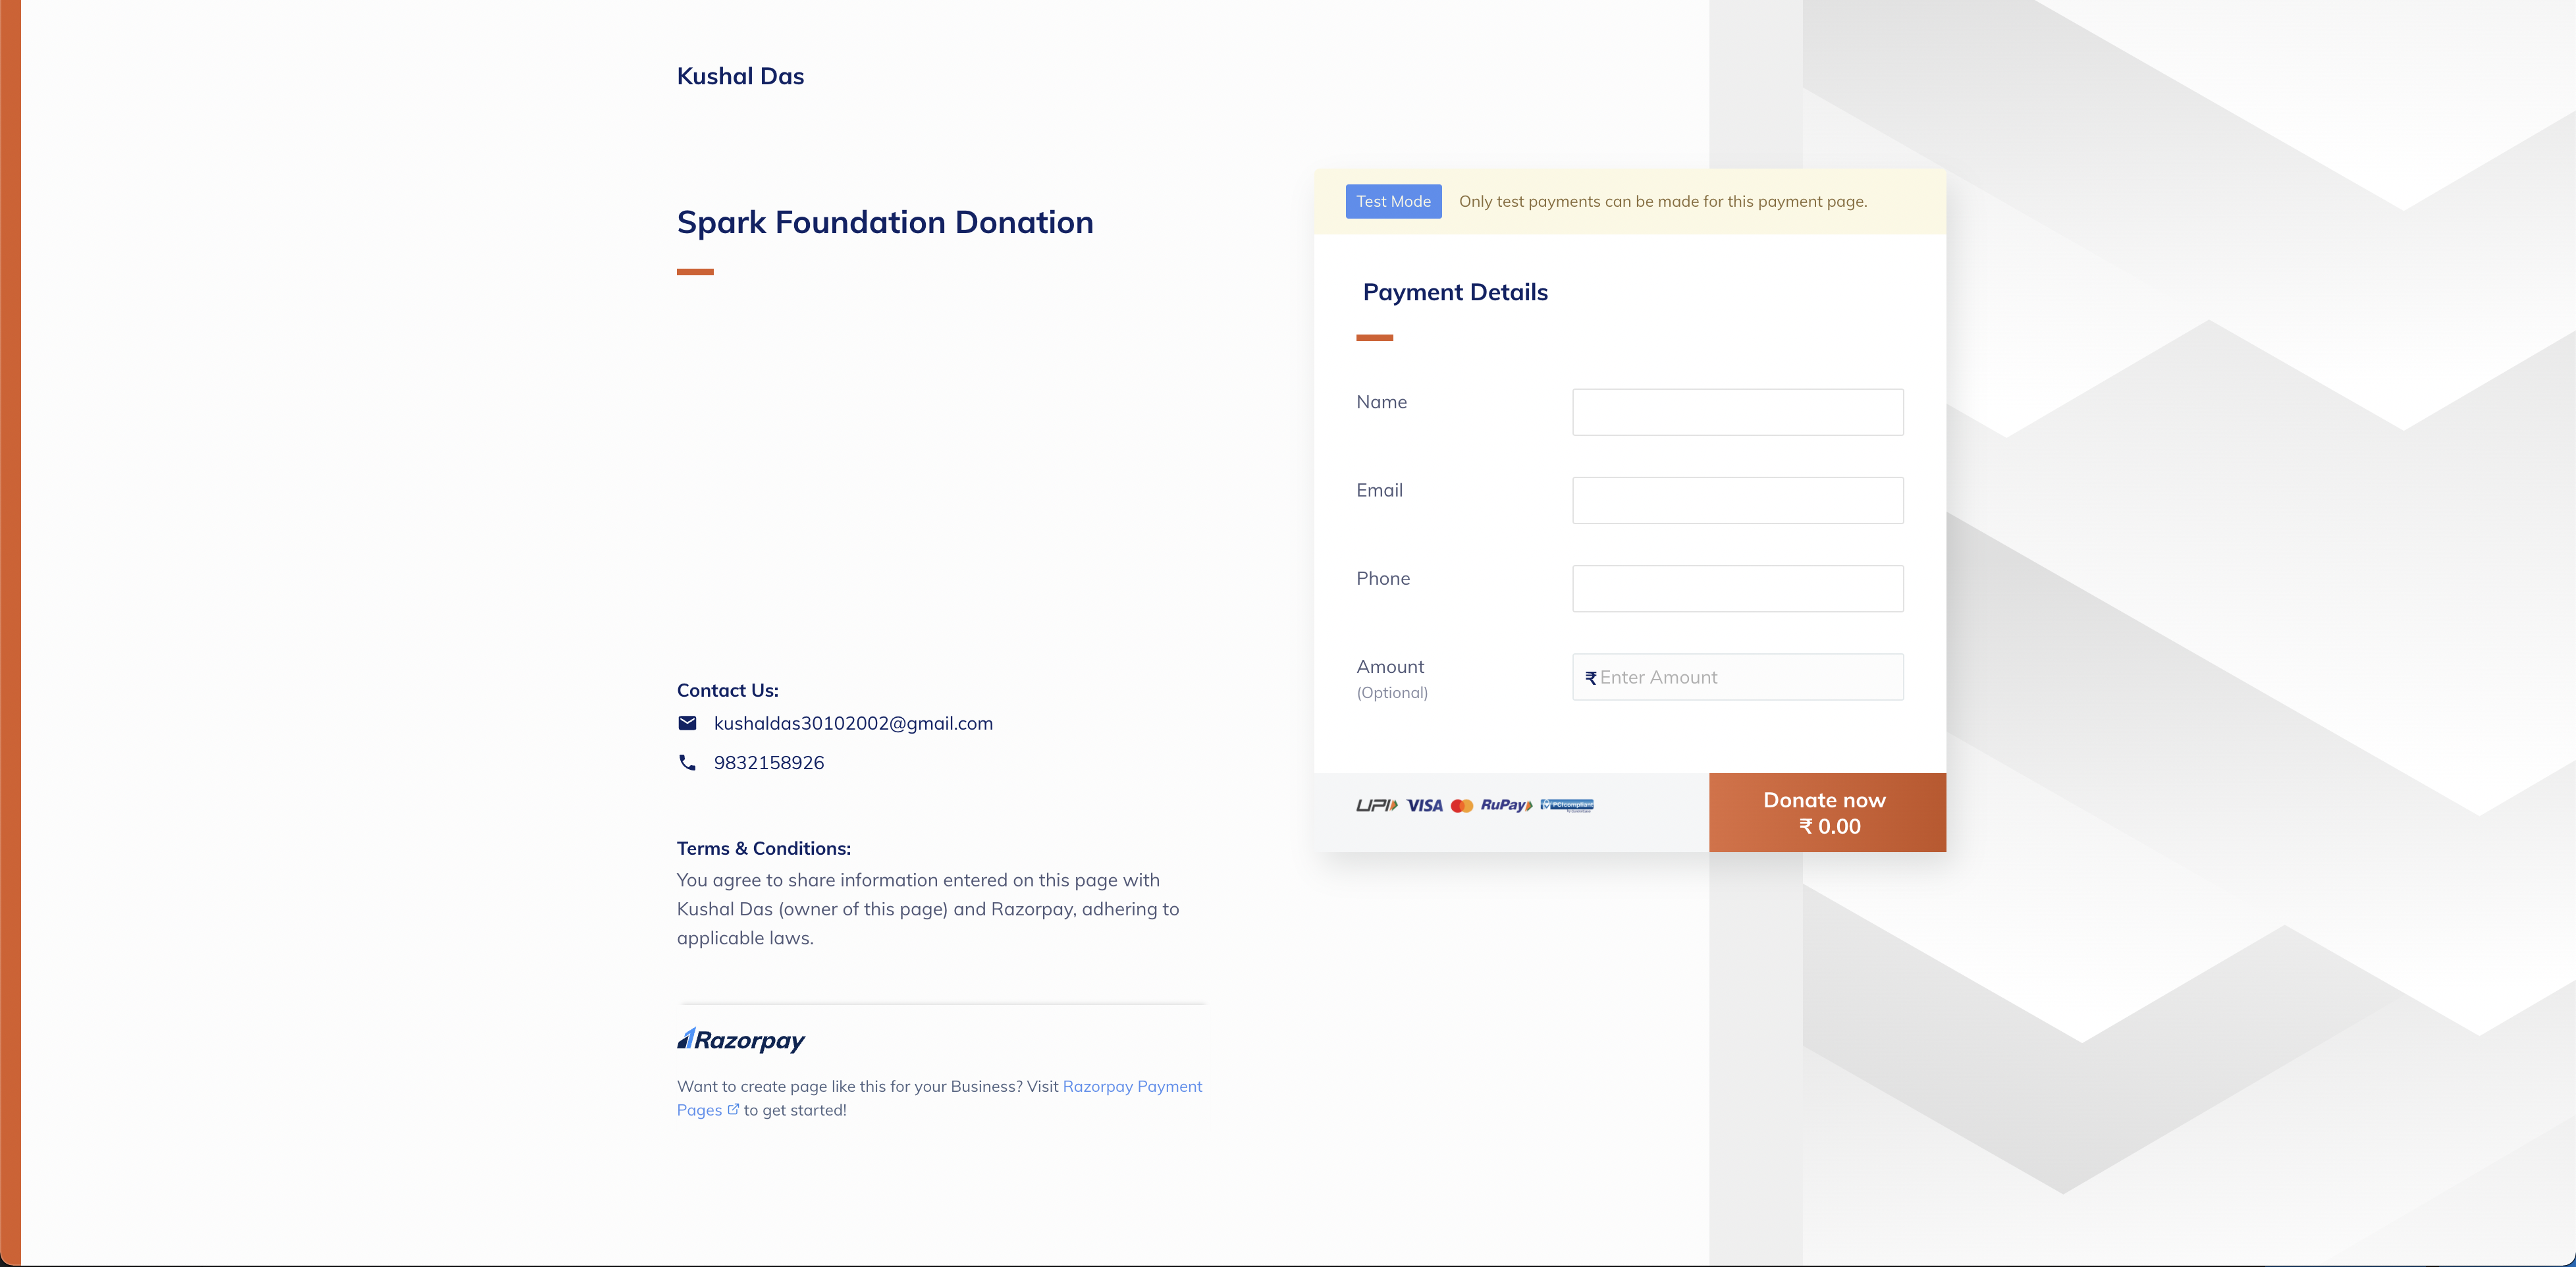 Kushal Das
Spark Foundation Donation
Contact Us:
kushaldas30102002@gmail.com
9832158926
Terms & Conditions:
You agree to share information entered on this page with
Kushal Das (owner of this page) and Razorpay, adhering to
applicable laws.
Razorpay
Want to create page like this for your Business? Visit Razorpay Payment
Pages to get started!
Test Mode Only test payments can be made for this payment page.
Payment Details
Name
Email
Phone
Amount
(Optional)
₹ Enter Amount
UPI VISA RuPay PCI compliant
Donate now
₹ 0.00